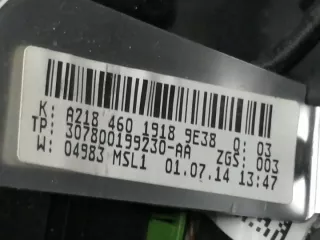 K: A218 460 1918 9E38 Q: 03
TP: 307800199230-AA ZGS: 003
W: 04983 MSL1 01.07.14 13:47